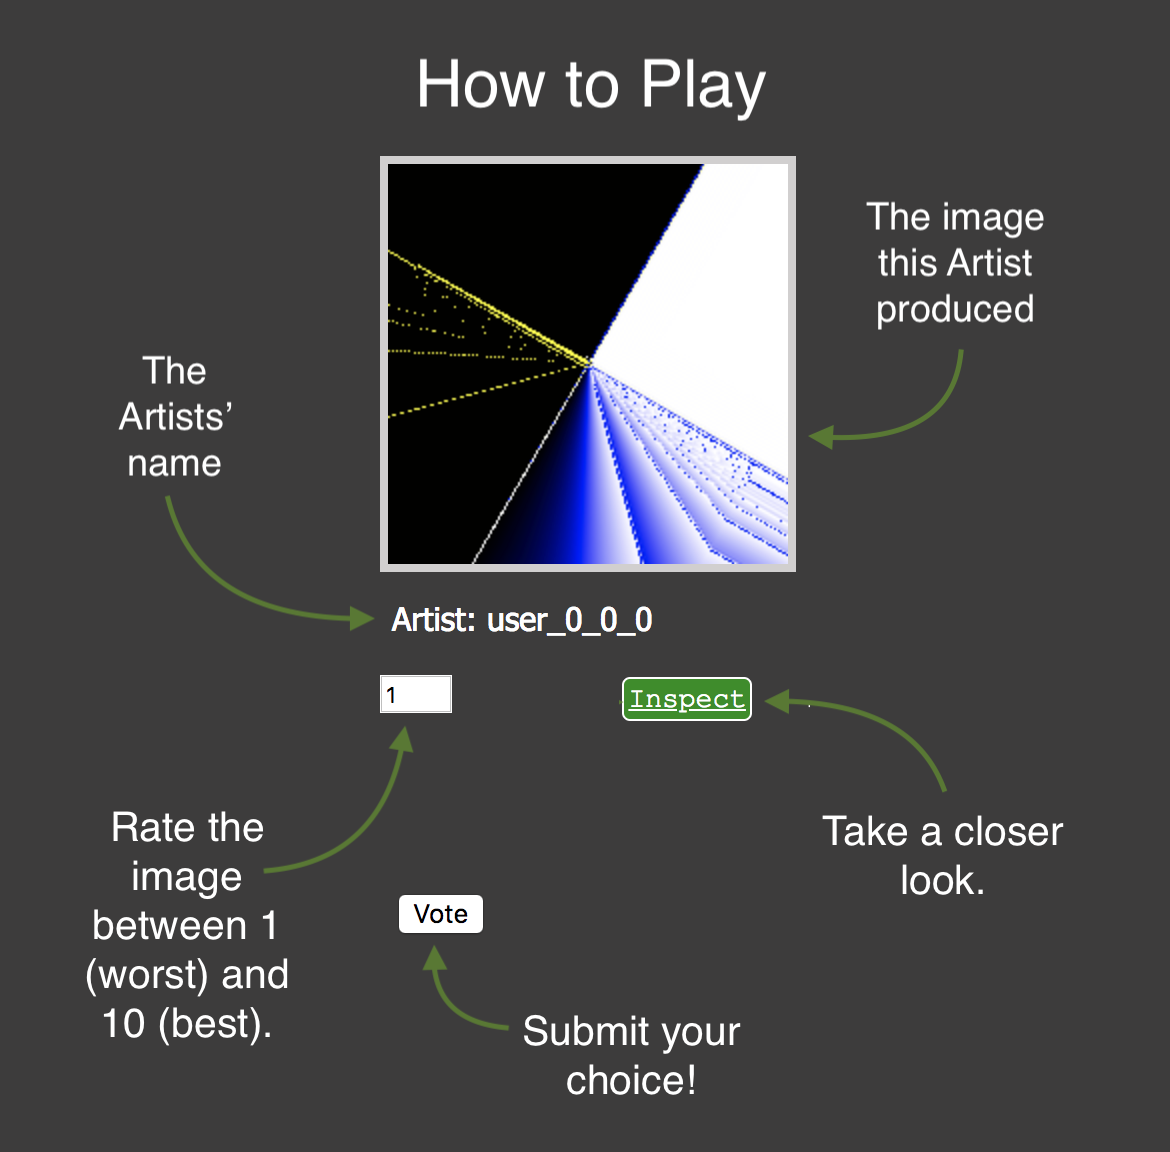 How to Play
The image
this Artist
produced
The
Artists’
name
Artist: user_0_0_0
1
Inspect
Rate the
image
between 1
(worst) and
10 (best).
Take a closer
look.
Vote
Submit your
choice!